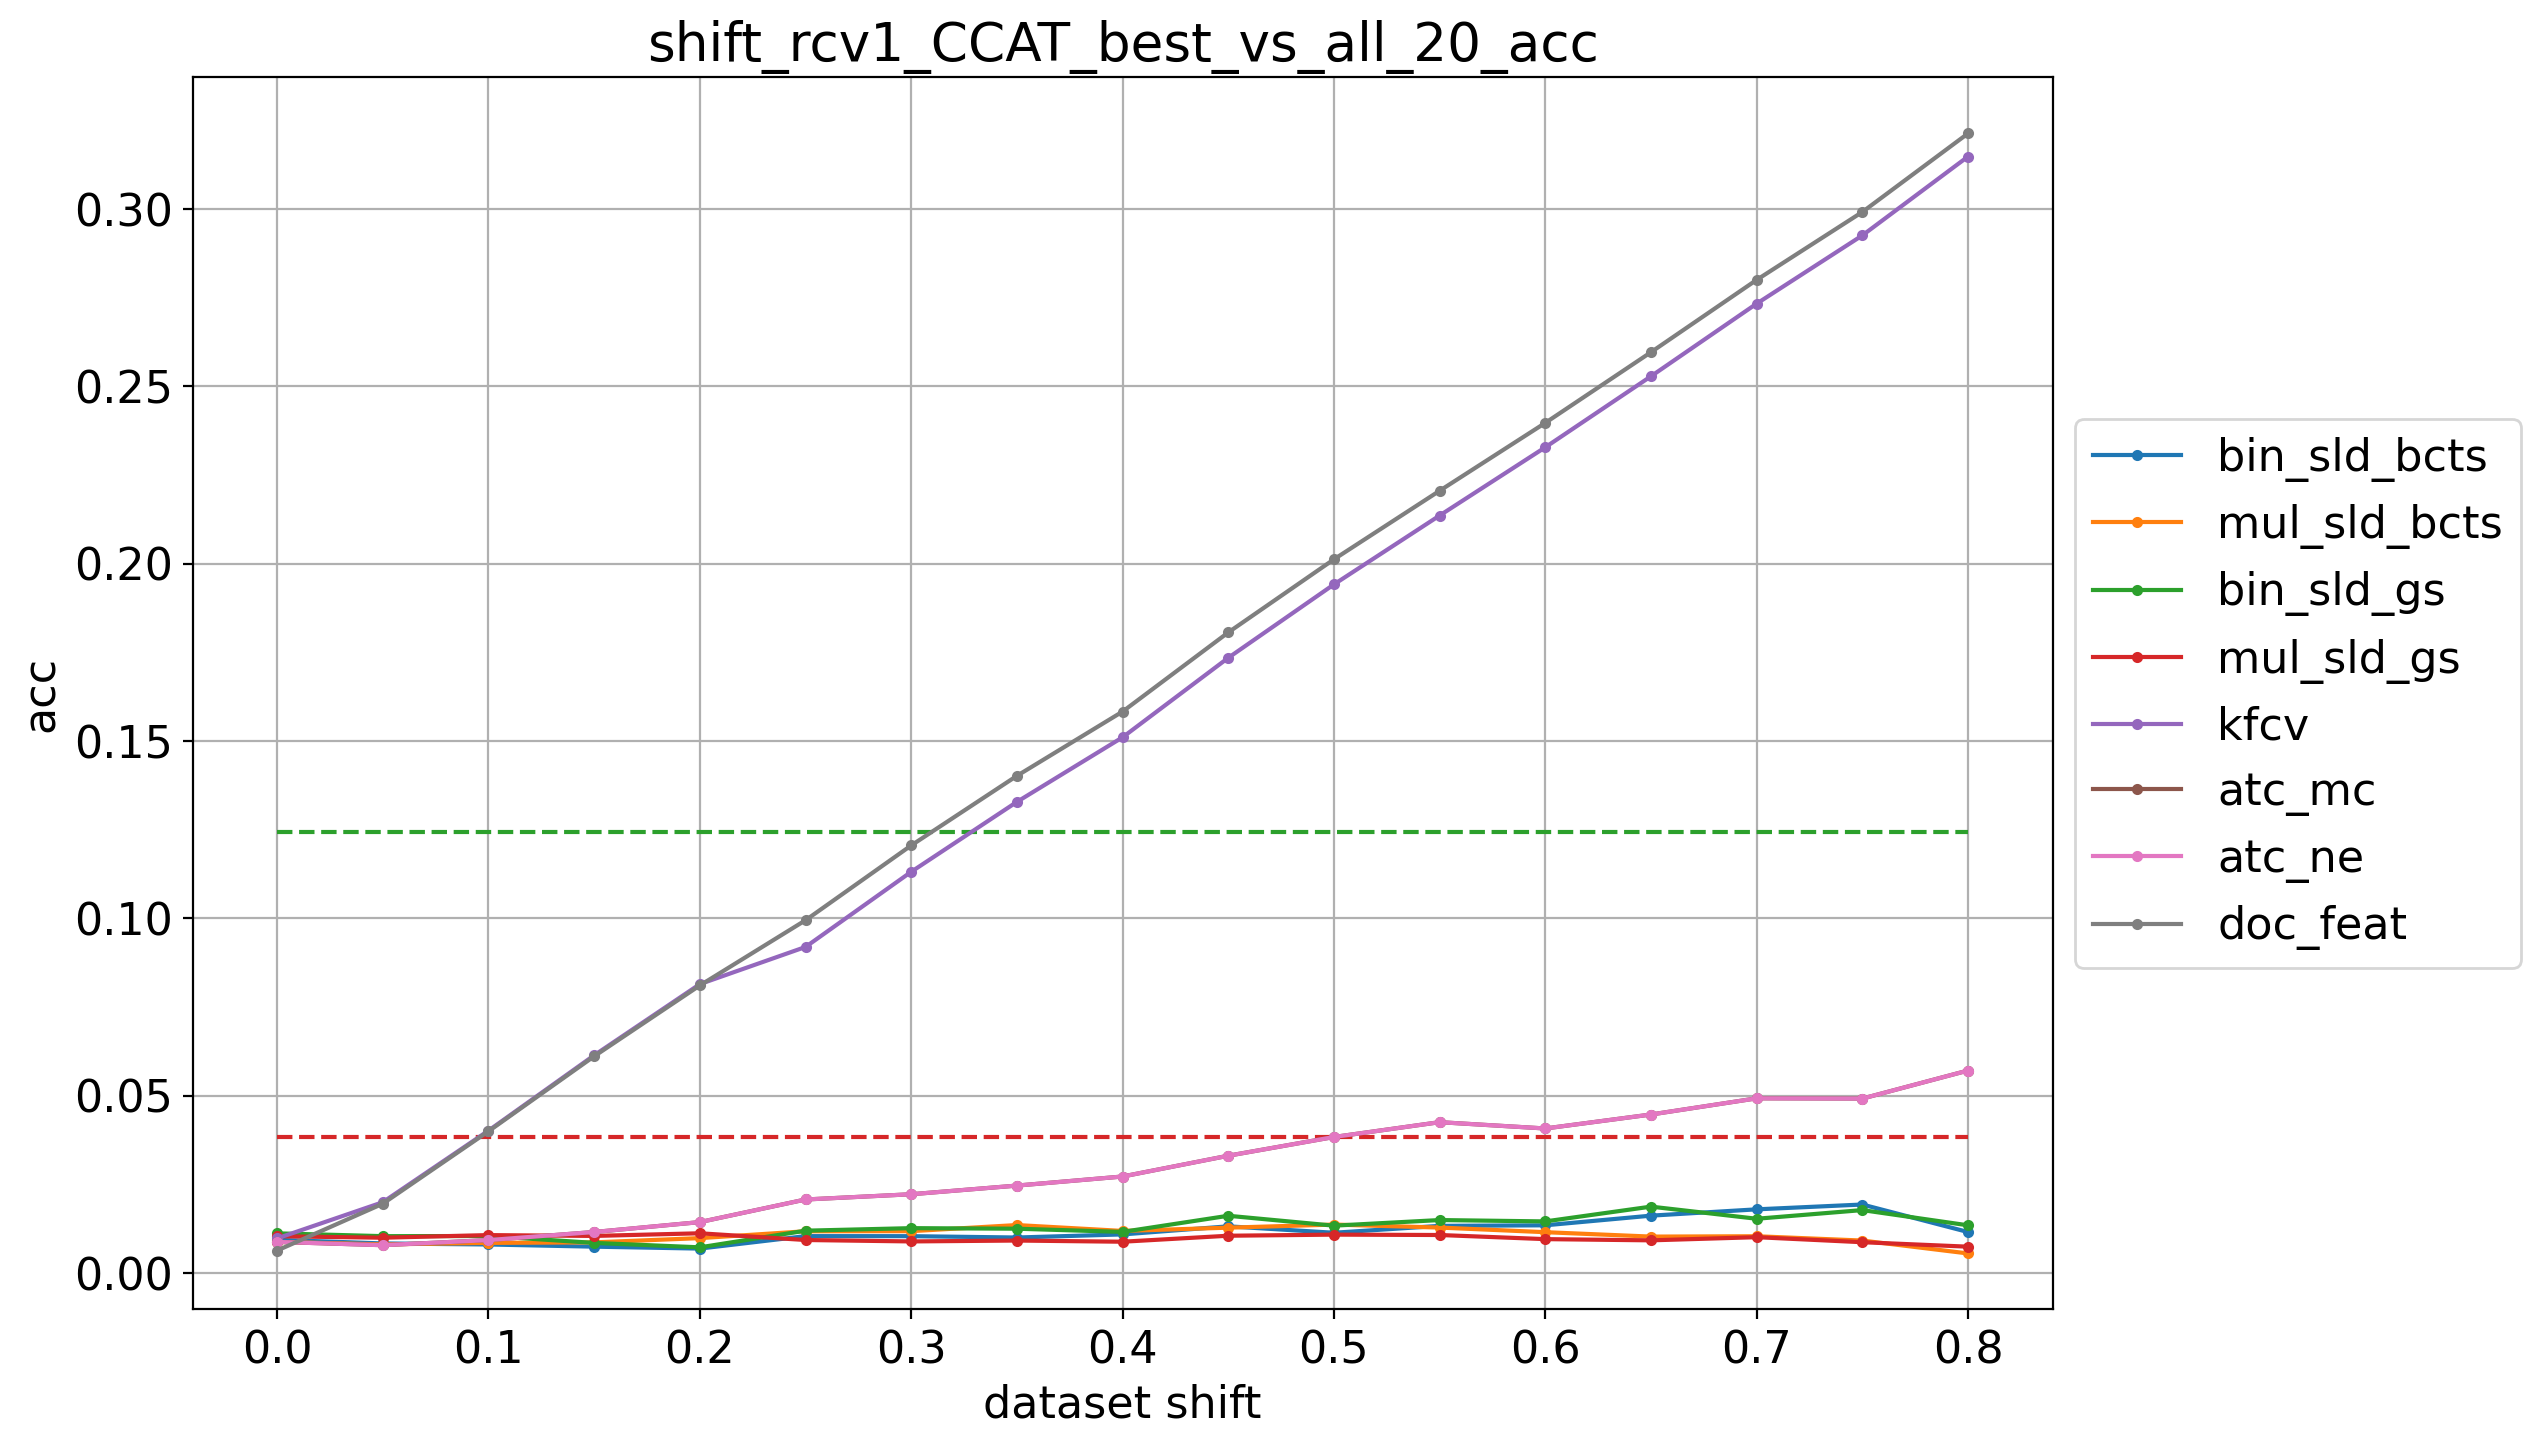 shift_rcv1_CCAT_best_vs_all_20_acc
0.30
0.25
0.20
0.15
0.10
0.05
0.00
acc
0.0 0.1 0.2 0.3 0.4 0.5 0.6 0.7 0.8
dataset shift
bin_sld_bcts
mul_sld_bcts
bin_sld_gs
mul_sld_gs
kfcv
atc_mc
atc_ne
doc_feat